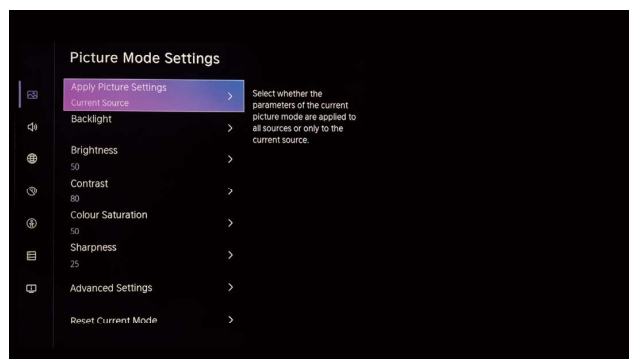 Picture Mode Settings
Apply Picture Settings
Current Source
Select whether the
parameters of the current
picture mode are applied to
all sources or only to the
current source.
Backlight
Brightness
50
Contrast
80
Colour Saturation
50
Sharpness
25
Advanced Settings
Reset Current Mode